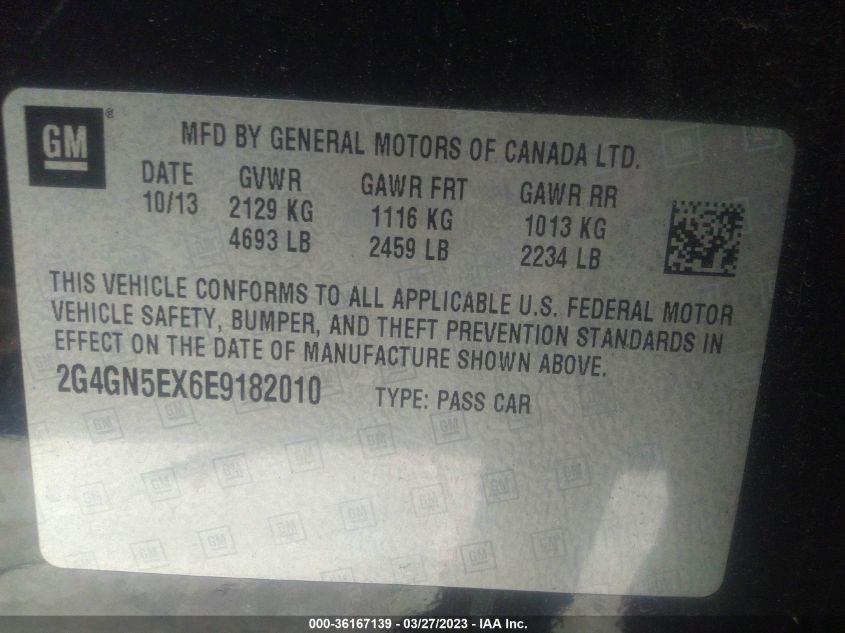 GM ®
MFD BY GENERAL MOTORS OF CANADA LTD.
DATE GVWR GAWR FRT GAWR RR
10/13 2129 KG 1116 KG 1013 KG
4693 LB 2459 LB 2234 LB
THIS VEHICLE CONFORMS TO ALL APPLICABLE U.S. FEDERAL MOTOR
VEHICLE SAFETY, BUMPER, AND THEFT PREVENTION STANDARDS IN
EFFECT ON THE DATE OF MANUFACTURE SHOWN ABOVE.
2G4GN5EX6E9182010 TYPE: PASS CAR
000-36167139 - 03/27/2023 - IAA Inc.